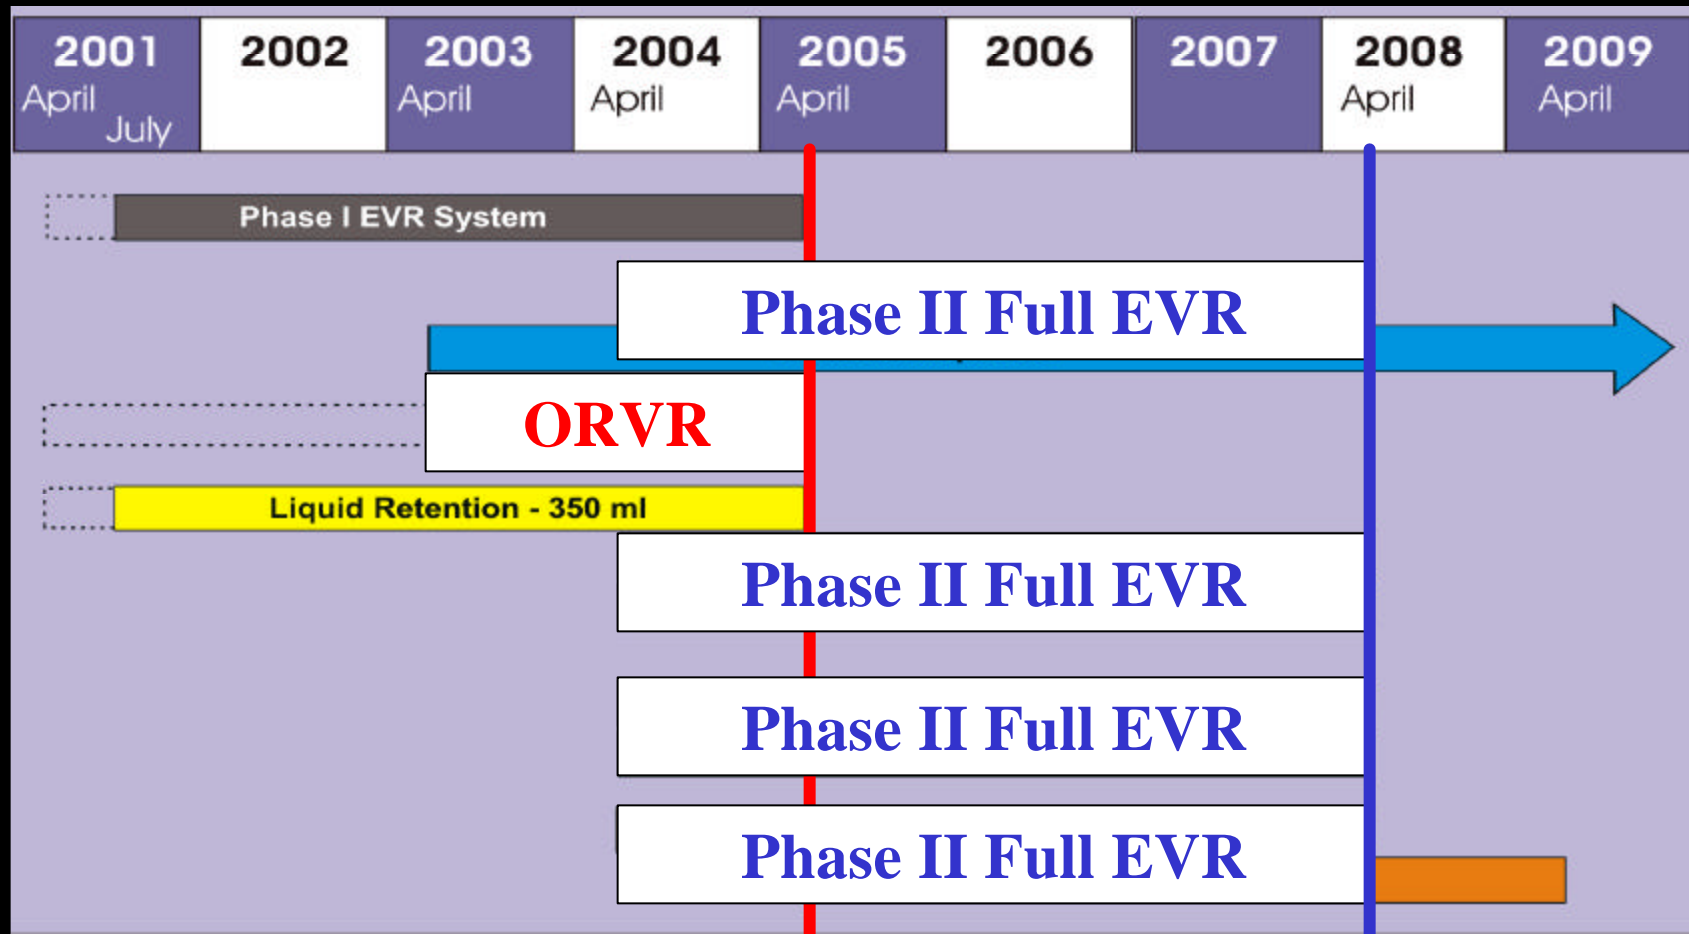 2001 2002 2003 2004 2005 2006 2007 2008 2009
April April April April April April
July
Phase I EVR System
Phase II Full EVR
ORVR
Liquid Retention - 350 ml
Phase II Full EVR
Phase II Full EVR
Phase II Full EVR